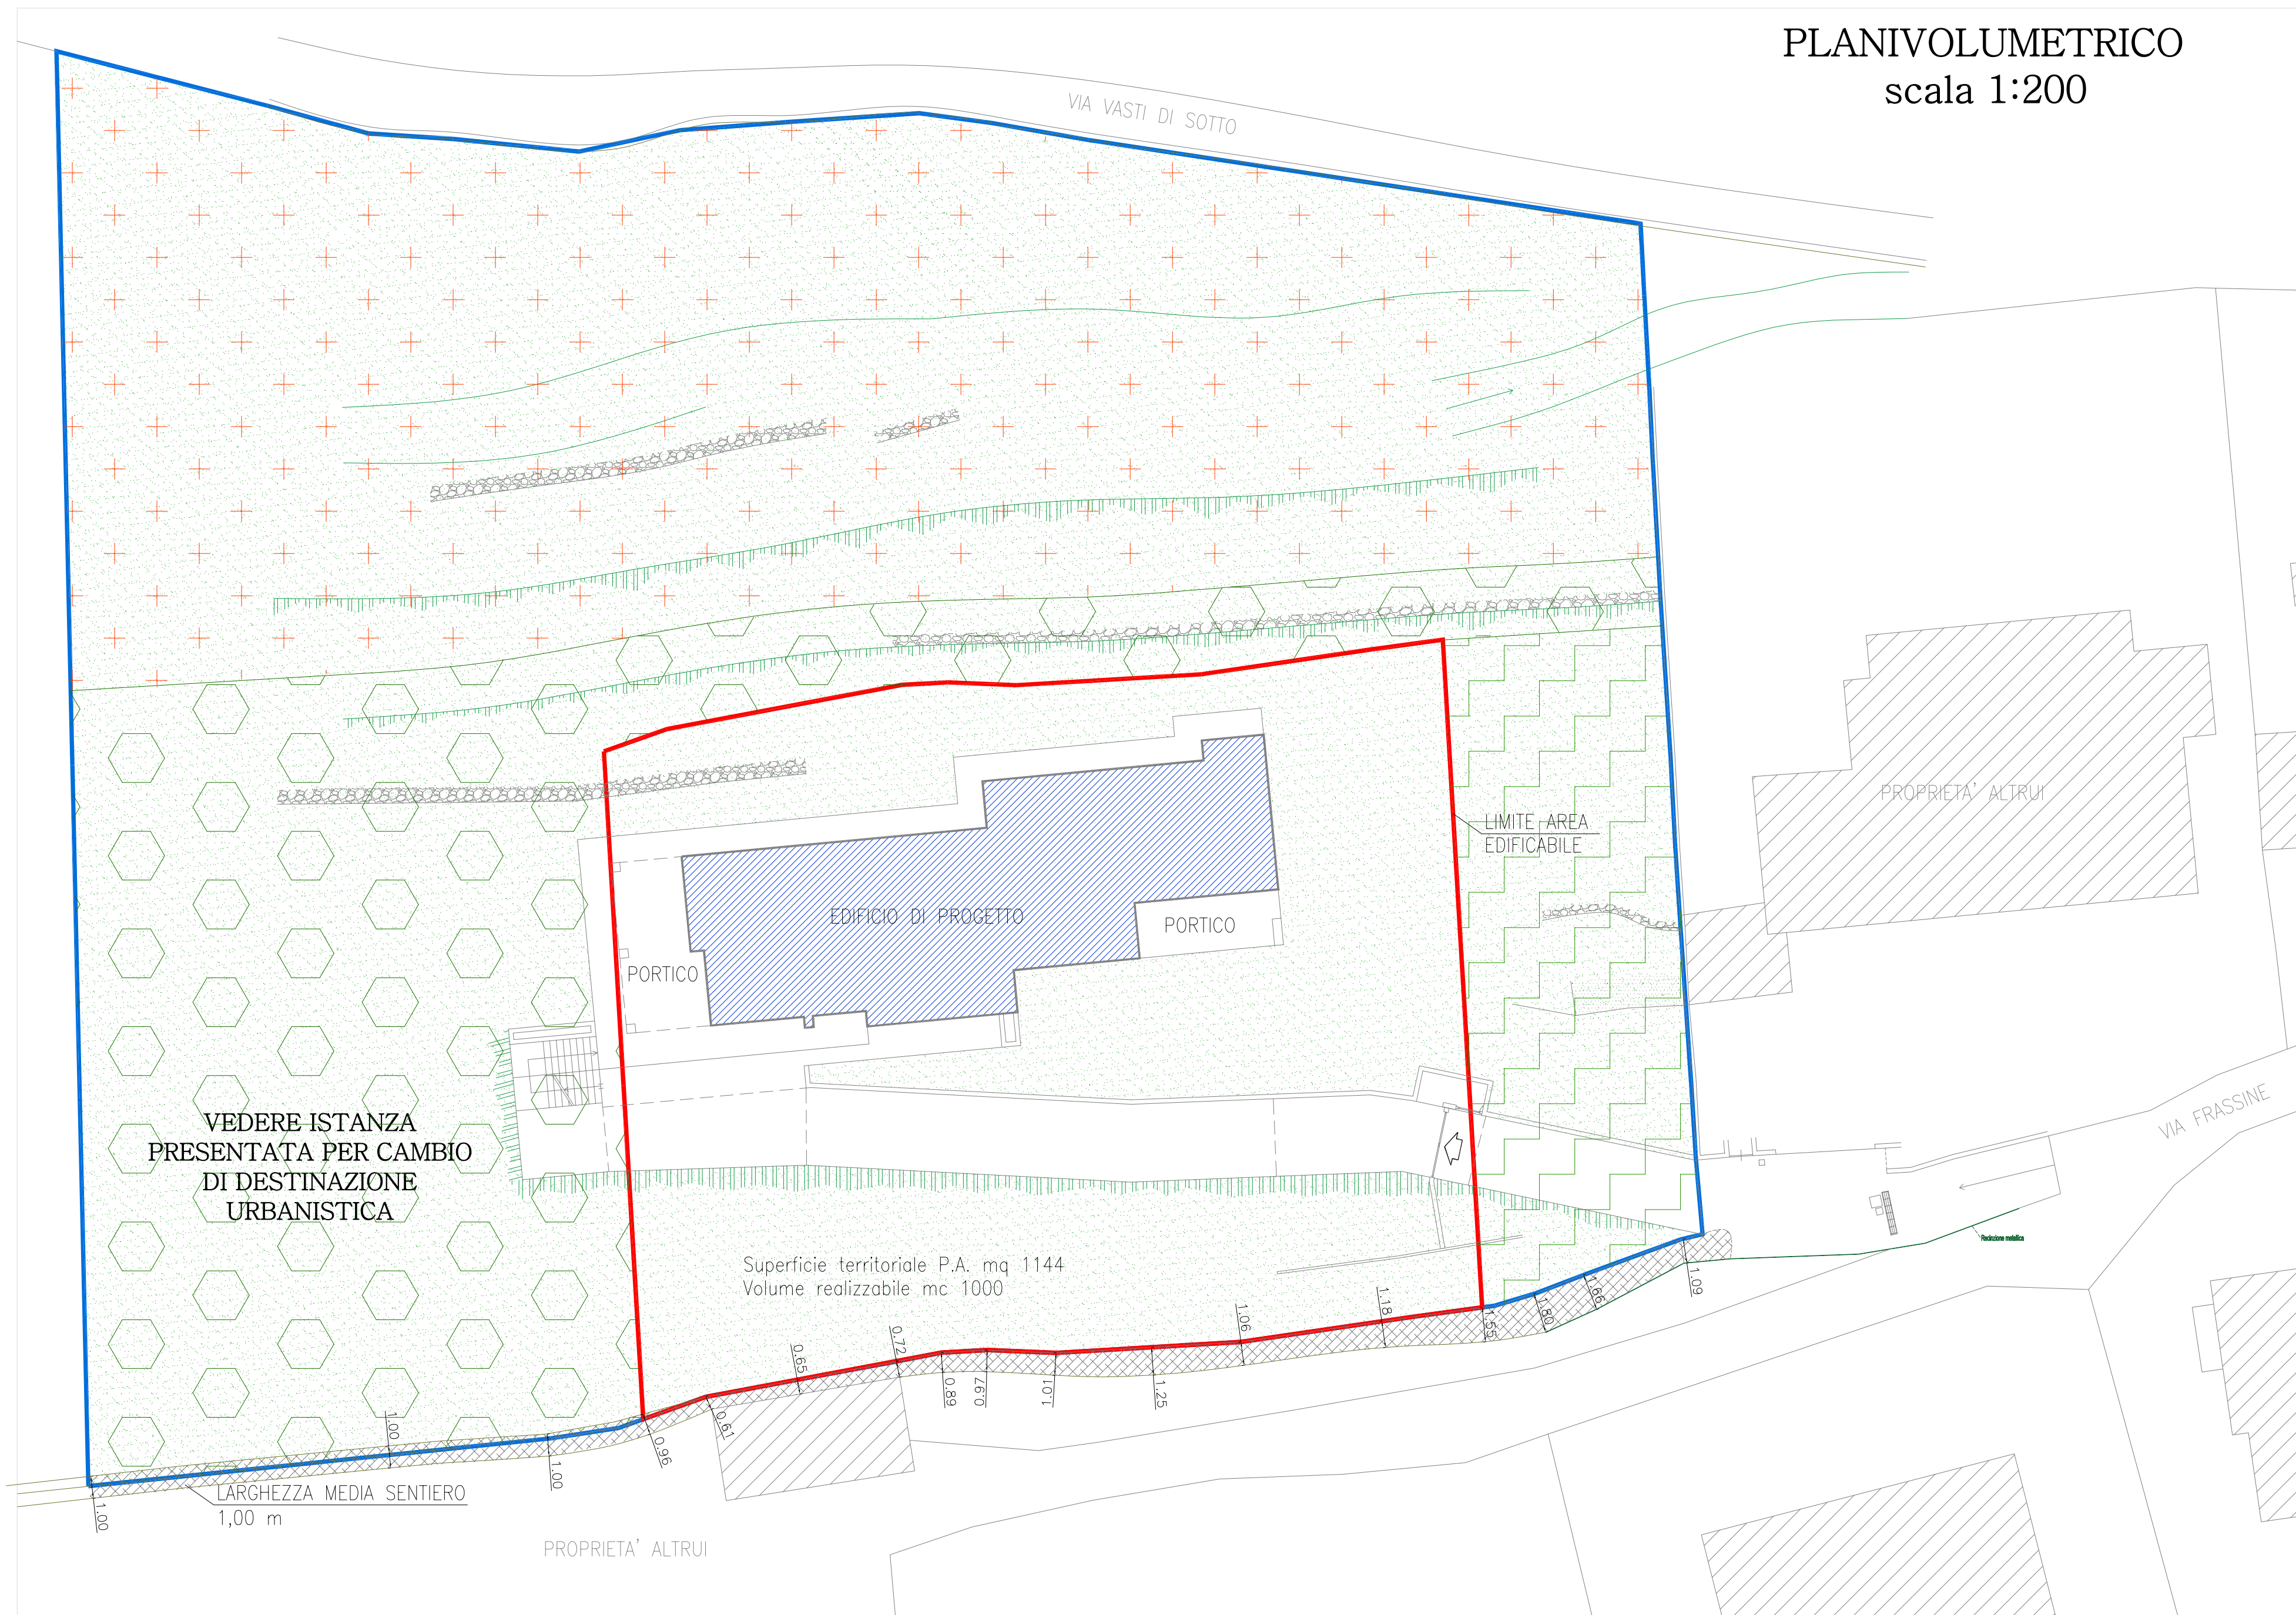 PLANIVOLUMETRICO
scala 1:200
VIA VASTI DI SOTTO
PROPRIETA' ALTRUI
LIMITE AREA
EDIFICABILE
EDIFICIO DI PROGETTO
PORTICO
PORTICO
VIA FRASSINE
VEDERE ISTANZA
PRESENTATA PER CAMBIO
DI DESTINAZIONE
URBANISTICA
Recinzione metallica
Superficie territoriale P.A. mq 1144
Volume realizzabile mc 1000
1.00
1.00
1.00
0.96
0.61
0.65
0.72
0.89
0.97
1.01
1.25
1.06
1.18
1.55
1.80
1.66
1.09
LARGHEZZA MEDIA SENTIERO
1,00 m
PROPRIETA' ALTRUI